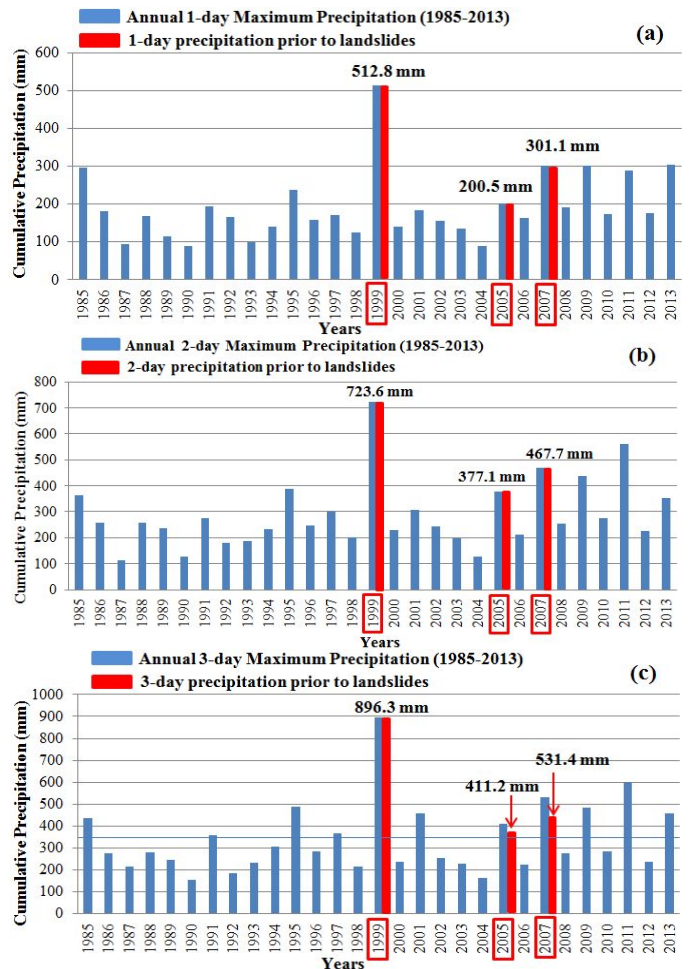 Annual 1-day Maximum Precipitation (1985-2013)
1-day precipitation prior to landslides
(a)
Cumulative Precipitation (mm)
600
500
400
300
200
100
0
512.8 mm
200.5 mm
301.1 mm
1985 1986 1987 1988 1989 1990 1991 1992 1993 1994 1995 1996 1997 1998 1999 2000 2001 2002 2003 2004 2005 2006 2007 2008 2009 2010 2011 2012 2013
Years
Annual 2-day Maximum Precipitation (1985-2013)
2-day precipitation prior to landslides
(b)
Cumulative Precipitation (mm)
800
700
600
500
400
300
200
100
0
723.6 mm
377.1 mm
467.7 mm
1985 1986 1987 1988 1989 1990 1991 1992 1993 1994 1995 1996 1997 1998 1999 2000 2001 2002 2003 2004 2005 2006 2007 2008 2009 2010 2011 2012 2013
Years
Annual 3-day Maximum Precipitation (1985-2013)
3-day precipitation prior to landslides
(c)
Cumulative Precipitation (mm)
1000
900
800
700
600
500
400
300
200
100
0
896.3 mm
411.2 mm
531.4 mm
1985 1986 1987 1988 1989 1990 1991 1992 1993 1994 1995 1996 1997 1998 1999 2000 2001 2002 2003 2004 2005 2006 2007 2008 2009 2010 2011 2012 2013
Years